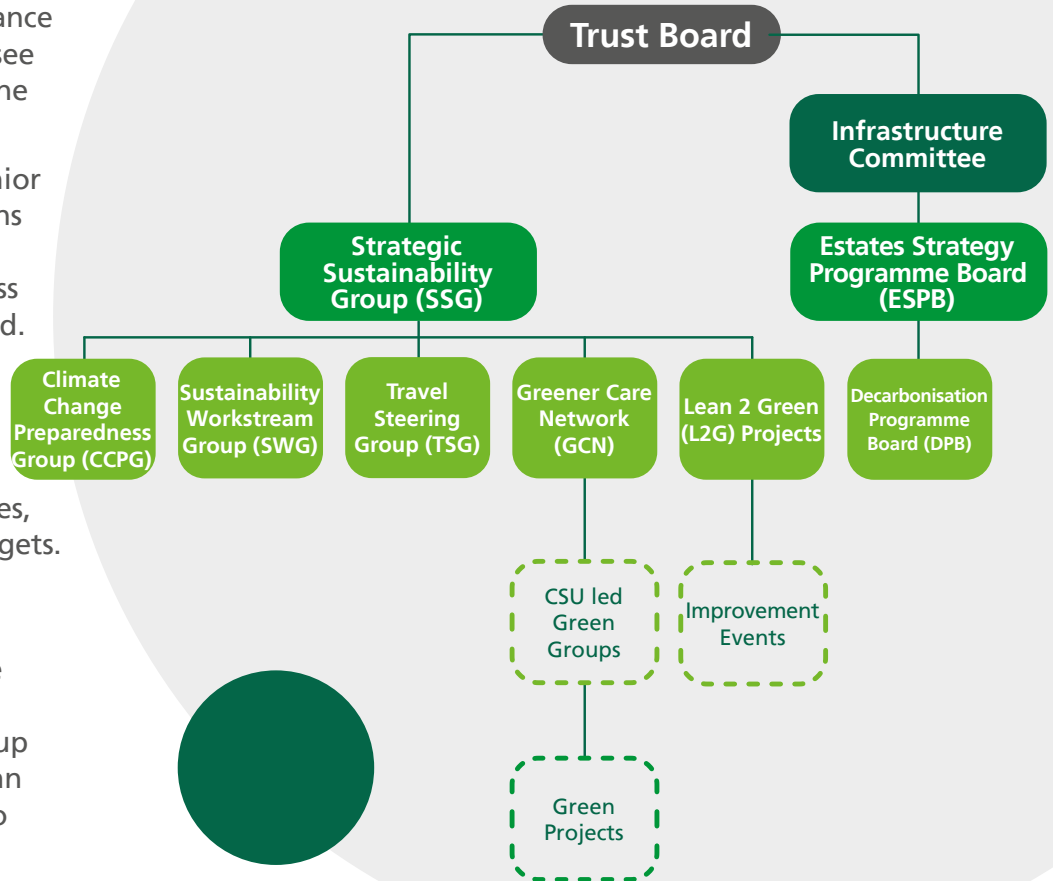 ance
see
ne
nior
ns
ss
d.
es,
gets.
e
up
an
o
Trust Board
Infrastructure
Committee
Strategic
Sustainability
Group (SSG)
Estates Strategy
Programme Board
(ESPB)
Climate
Change
Preparedness
Group (CCPG)
Sustainability
Workstream
Group (SWG)
Travel
Steering
Group (TSG)
Greener Care
Network
(GCN)
Lean 2 Green
(L2G) Projects
Decarbonisation
Programme
Board (DPB)
CSU led
Green
Groups
Improvement
Events
Green
Projects